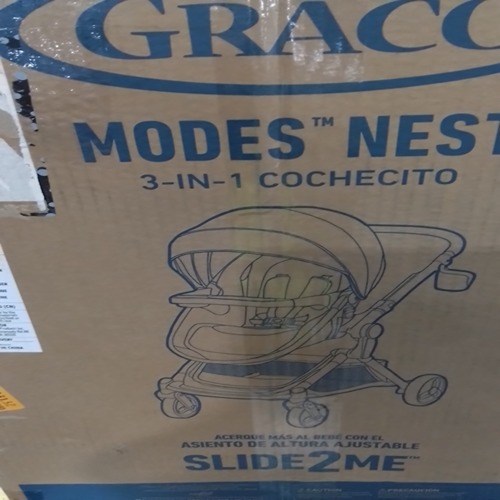 GRACO
MODES™ NEST
3-IN-1 COCHECITO
ACERQUE MÁS AL BEBÉ CON EL
ASIENTO DE ALTURA AJUSTABLE
SLIDE2ME™